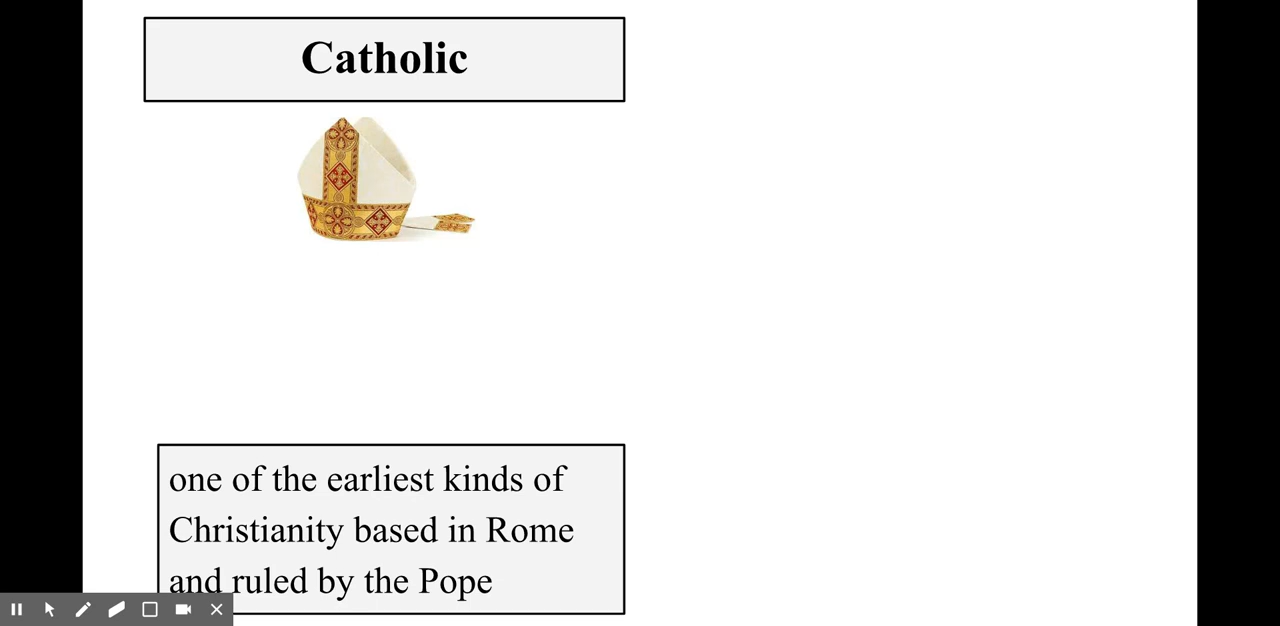 Catholic
one of the earliest kinds of
Christianity based in Rome
and ruled by the Pope